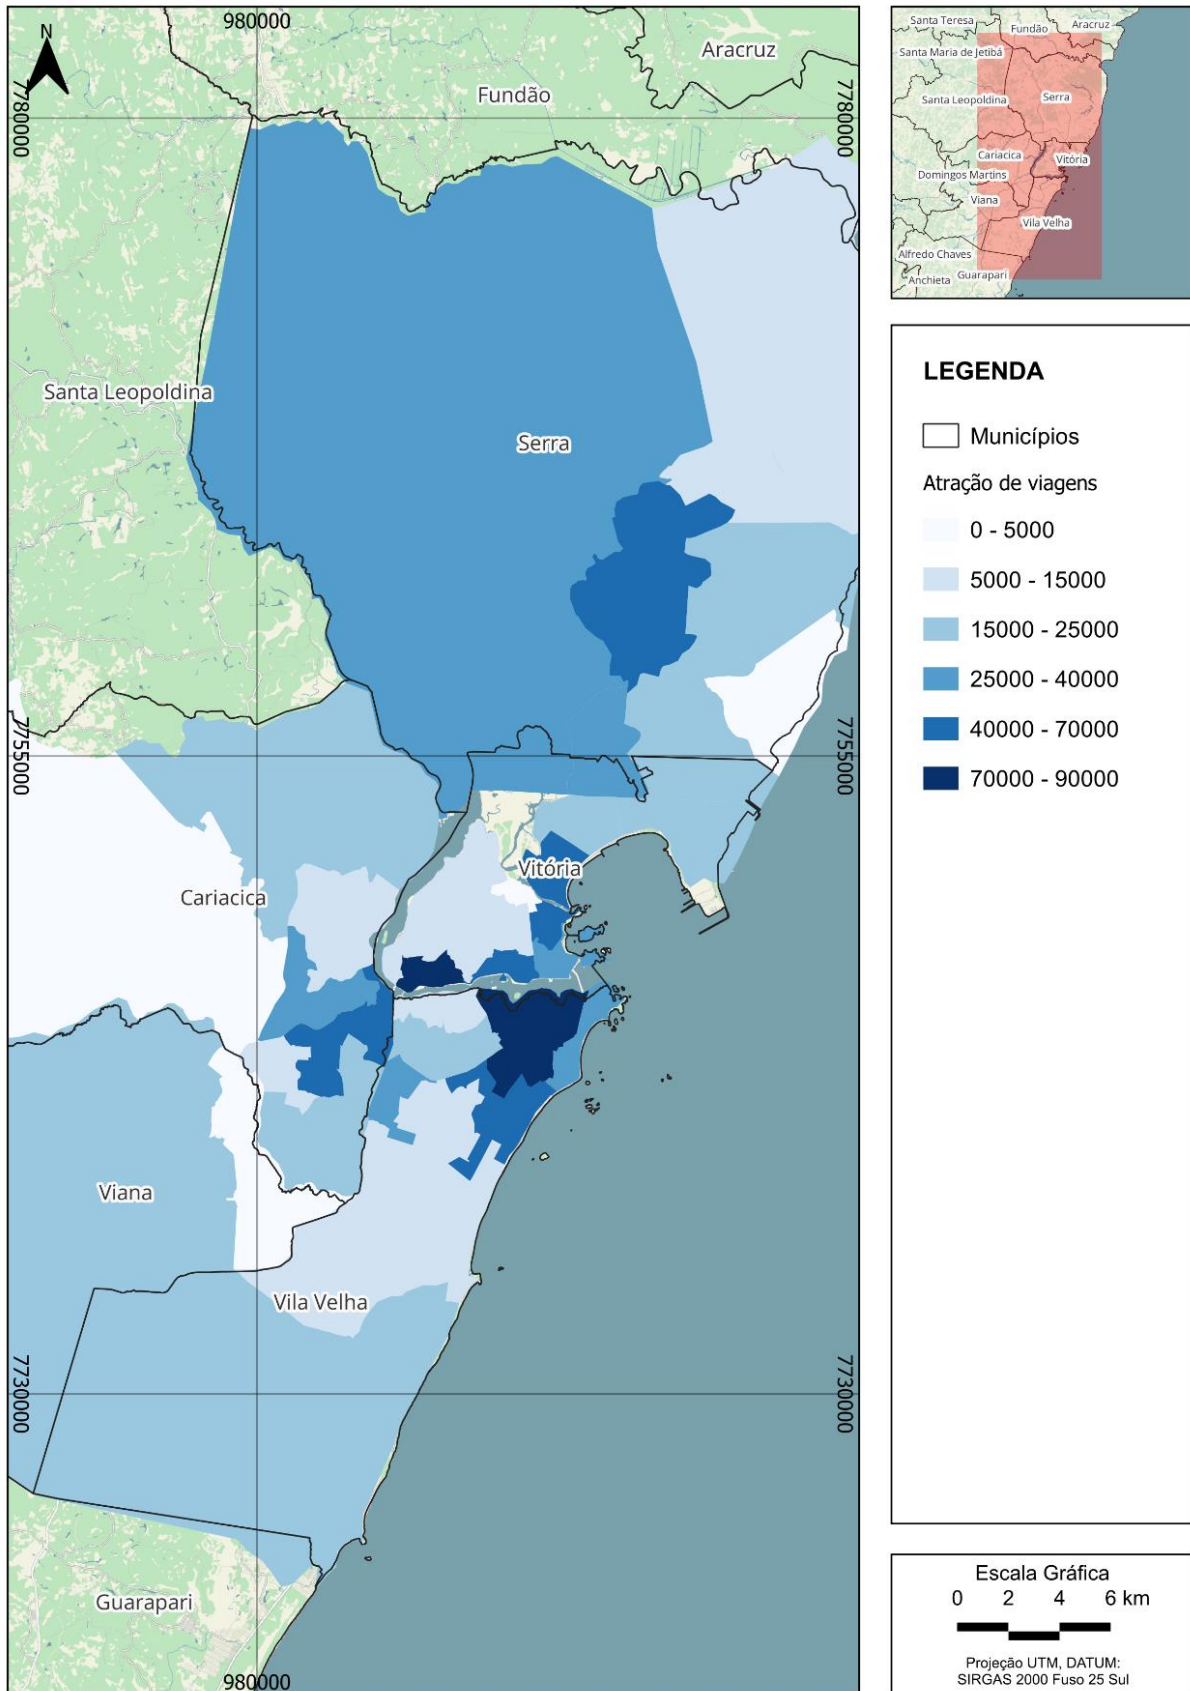 980000
N
Aracruz
Fundão
7780000
7780000
Santa Leopoldina
Serra
7755000
7755000
Vitória
Cariacica
Viana
Vila Velha
7730000
7730000
Guarapari
980000
Santa Teresa
Fundão
Aracruz
Santa Maria de Jetibá
Santa Leopoldina
Serra
Cariacica
Vitória
Domingos Martins
Viana
Vila Velha
Alfredo Chaves
Guarapari
Anchieta
LEGENDA
Municípios
Atração de viagens
0 - 5000
5000 - 15000
15000 - 25000
25000 - 40000
40000 - 70000
70000 - 90000
Escala Gráfica
0 2 4 6 km
Projeção UTM, DATUM:
SIRGAS 2000 Fuso 25 Sul